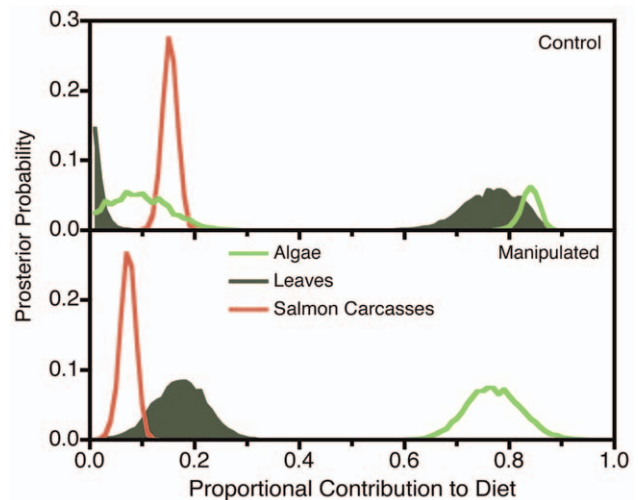 0.3
Control
0.2
0.1
0.0
Algae
Manipulated
Leaves
Salmon Carcasses
0.2
0.1
0.0
0.0 0.2 0.4 0.6 0.8 1.0
Proportional Contribution to Diet
Prosterior Probability